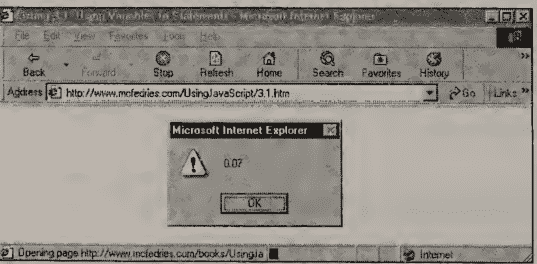 Listing 3.1. Using Variables In Statements - Microsoft Internet Explorer
File Edit View Favorites Tools Help
Back Forward Stop Refresh Home Search Favorites History »
Address http://www.mcfedries.com/UsingJavaScript/3.1.htm Go Links »
Microsoft Internet Explorer
0.07
OK
Opening page http://www.mcfedries.com/books/UsingJa Internet